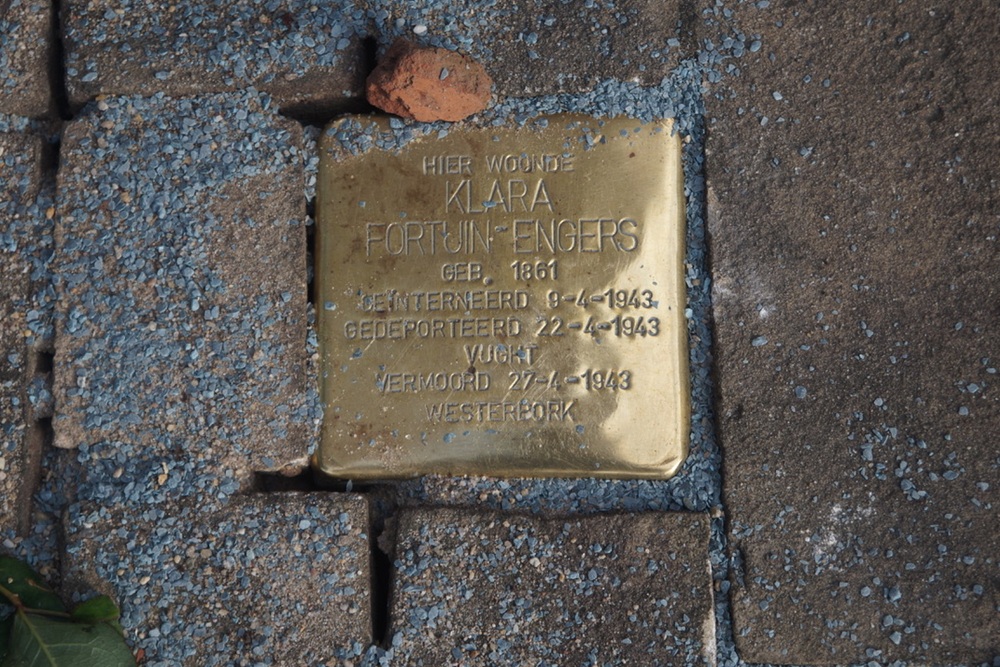 HIER WOONDE
KLARA
FORTUIN-ENGERS
GEB. 1861
GEÏNTERNEERD 9-4-1943
GEDEPORTEERD 22-4-1943
VUGHT
VERMOORD 27-4-1943
WESTERBORK